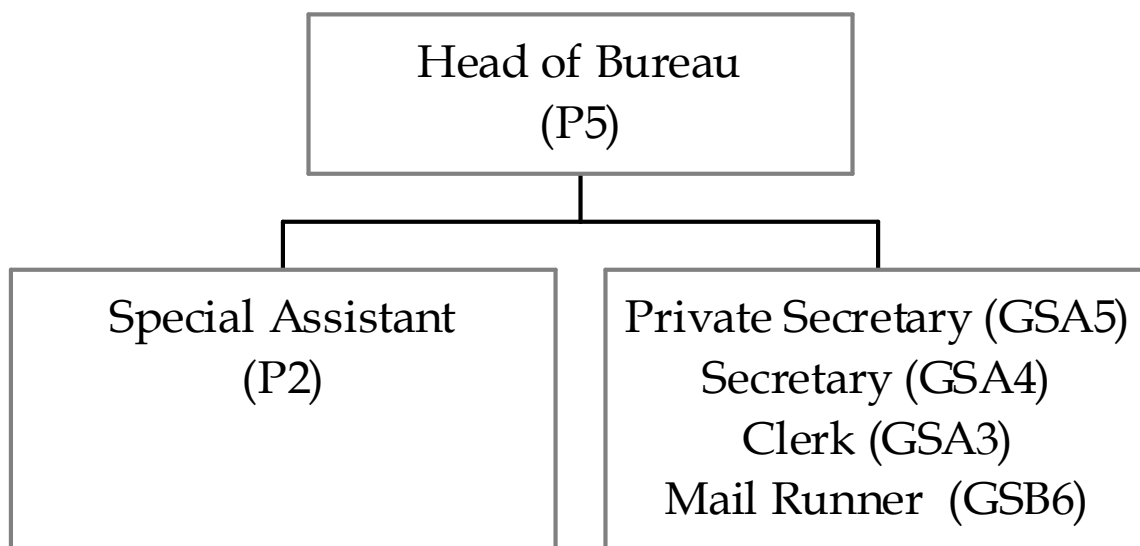 Head of Bureau
(P5)
Special Assistant
(P2)
Private Secretary (GSA5)
Secretary (GSA4)
Clerk (GSA3)
Mail Runner  (GSB6)